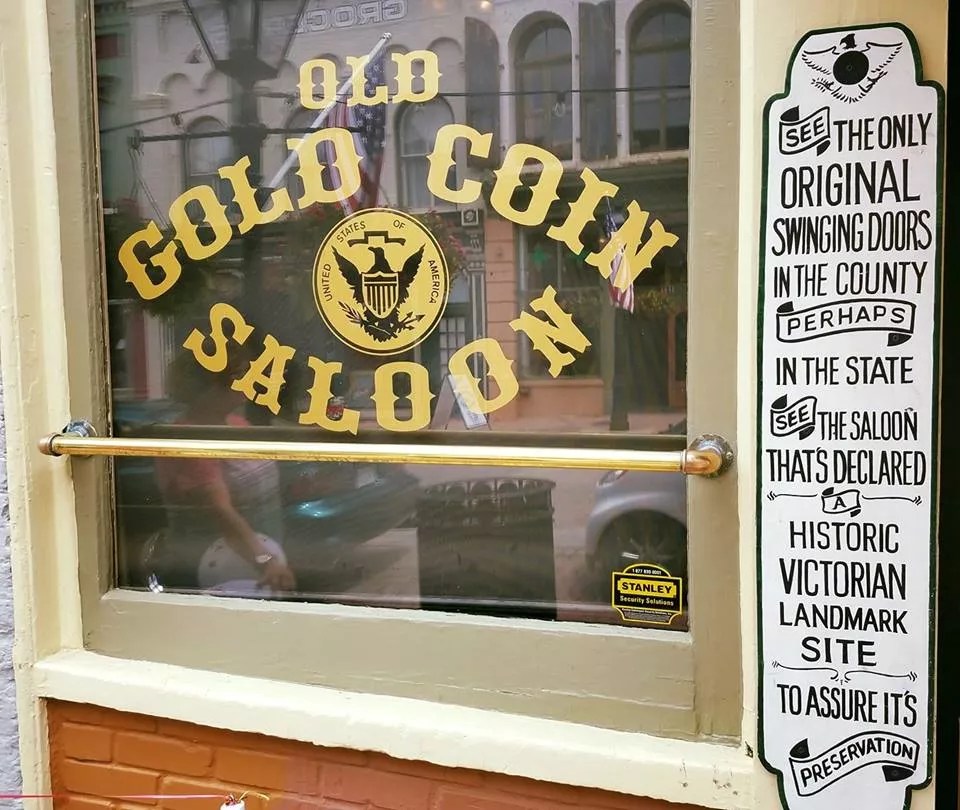 OLD
GOLD COIN
UNITED STATES OF AMERICA
SALOON
STANLEY
Security Solutions
SEE THE ONLY
ORIGINAL
SWINGING DOORS
IN THE COUNTY
PERHAPS
IN THE STATE
SEE THE SALOON
THAT'S DECLARED
A
HISTORIC
VICTORIAN
LANDMARK
SITE
TO ASSURE IT'S
PRESERVATION